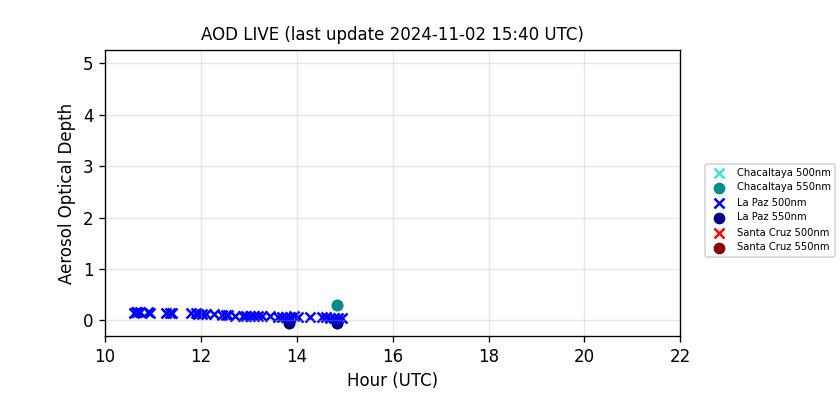 AOD LIVE (last update 2024-11-02 15:40 UTC)
Aerosol Optical Depth
5
4
3
2
1
0
10 12 14 16 18 20 22
Hour (UTC)
Chacaltaya 500nm
Chacaltaya 550nm
La Paz 500nm
La Paz 550nm
Santa Cruz 500nm
Santa Cruz 550nm